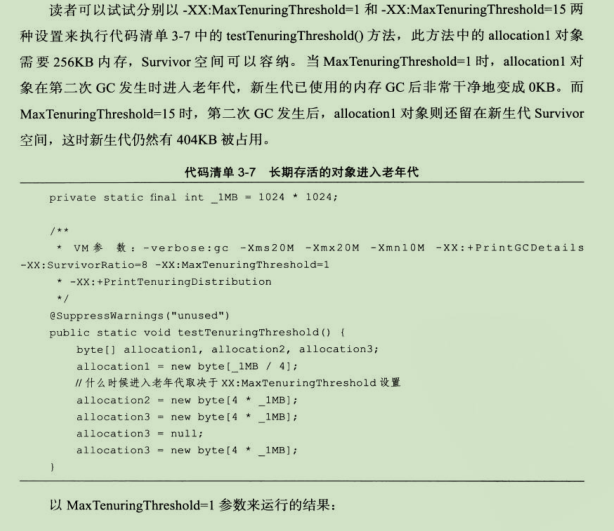 读者可以试试分别以 -XX:MaxTenuringThreshold=1 和 -XX:MaxTenuringThreshold=15 两
种设置来执行代码清单 3-7 中的 testTenuringThreshold() 方法，此方法中的 allocation1 对象
需要 256KB 内存，Survivor 空间可以容纳。当 MaxTenuringThreshold=1 时，allocation1 对
象在第二次 GC 发生时进入老年代，新生代已使用的内存 GC 后非常干净地变成 0KB。而
MaxTenuringThreshold=15 时，第二次 GC 发生后，allocation1 对象则还留在新生代 Survivor
空间，这时新生代仍然有 404KB 被占用。
代码清单 3-7 长期存活的对象进入老年代
private static final int _1MB = 1024 * 1024;
/**
* VM 参 数 : -verbose:gc -Xms20M -Xmx20M -Xmn10M -XX:+PrintGCDetails
-XX:SurvivorRatio=8 -XX:MaxTenuringThreshold=1
* -XX:+PrintTenuringDistribution
*/
@SuppressWarnings("unused")
public static void testTenuringThreshold() {
byte[] allocation1, allocation2, allocation3;
allocation1 = new byte[_1MB / 4];
// 什么时候进入老年代取决于 XX:MaxTenuringThreshold 设置
allocation2 = new byte[4 * _1MB];
allocation3 = new byte[4 * _1MB];
allocation3 = null;
allocation3 = new byte[4 * _1MB];
}
以 MaxTenuringThreshold=1 参数来运行的结果：